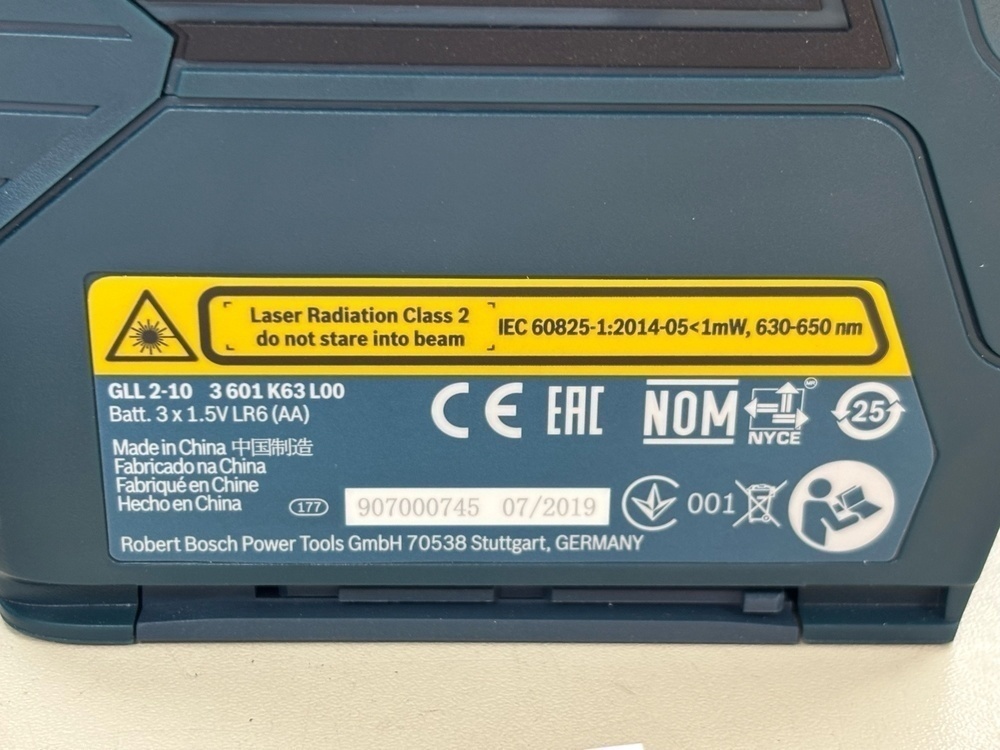 Laser Radiation Class 2
do not stare into beam
IEC 60825-1:2014-05<1mW, 630-650 nm
GLL 2-10 3 601 K63 L00
Batt. 3 x 1.5V LR6 (AA)
CE EAC NOM NYCE 25
Made in China 中国制造
Fabricado na China
Fabriqué en Chine
Hecho en China
177 907000745 07/2019 001
Robert Bosch Power Tools GmbH 70538 Stuttgart, GERMANY